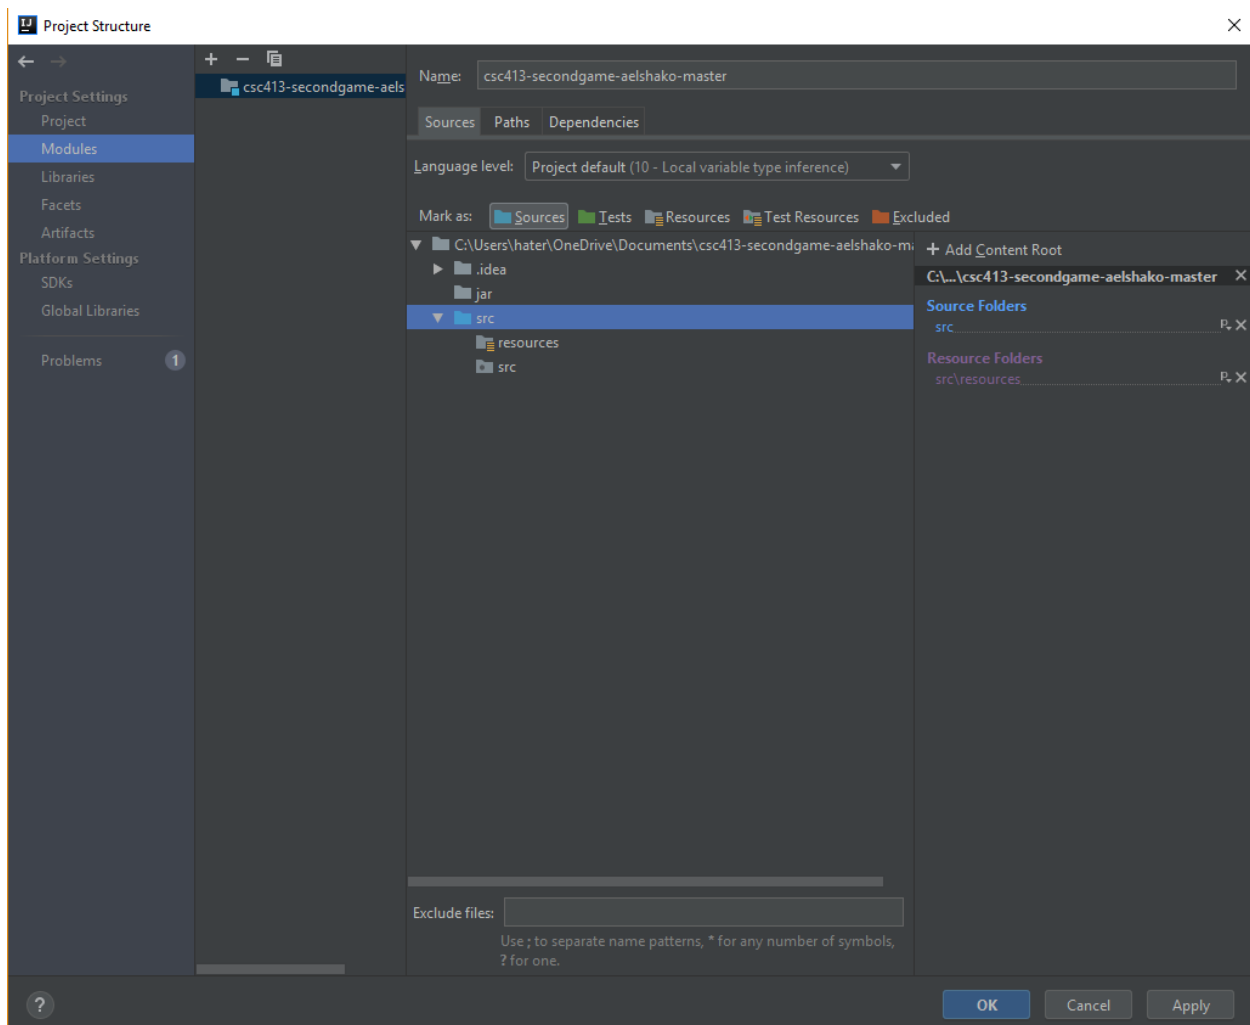 Project Structure
Project Settings
Project
Modules
Libraries
Facets
Artifacts
Platform Settings
SDKs
Global Libraries
Problems 1
csc413-secondgame-aels
Name: csc413-secondgame-aelshako-master
Sources Paths Dependencies
Language level: Project default (10 - Local variable type inference)
Mark as: Sources Tests Resources Test Resources Excluded
C:\Users\hater\OneDrive\Documents\csc413-secondgame-aelshako-ma
.idea
jar
src
resources
src
+ Add Content Root
C:\...\csc413-secondgame-aelshako-master
Source Folders
src
Resource Folders
src\resources
Exclude files:
Use ; to separate name patterns, * for any number of symbols,
? for one.
? OK Cancel Apply